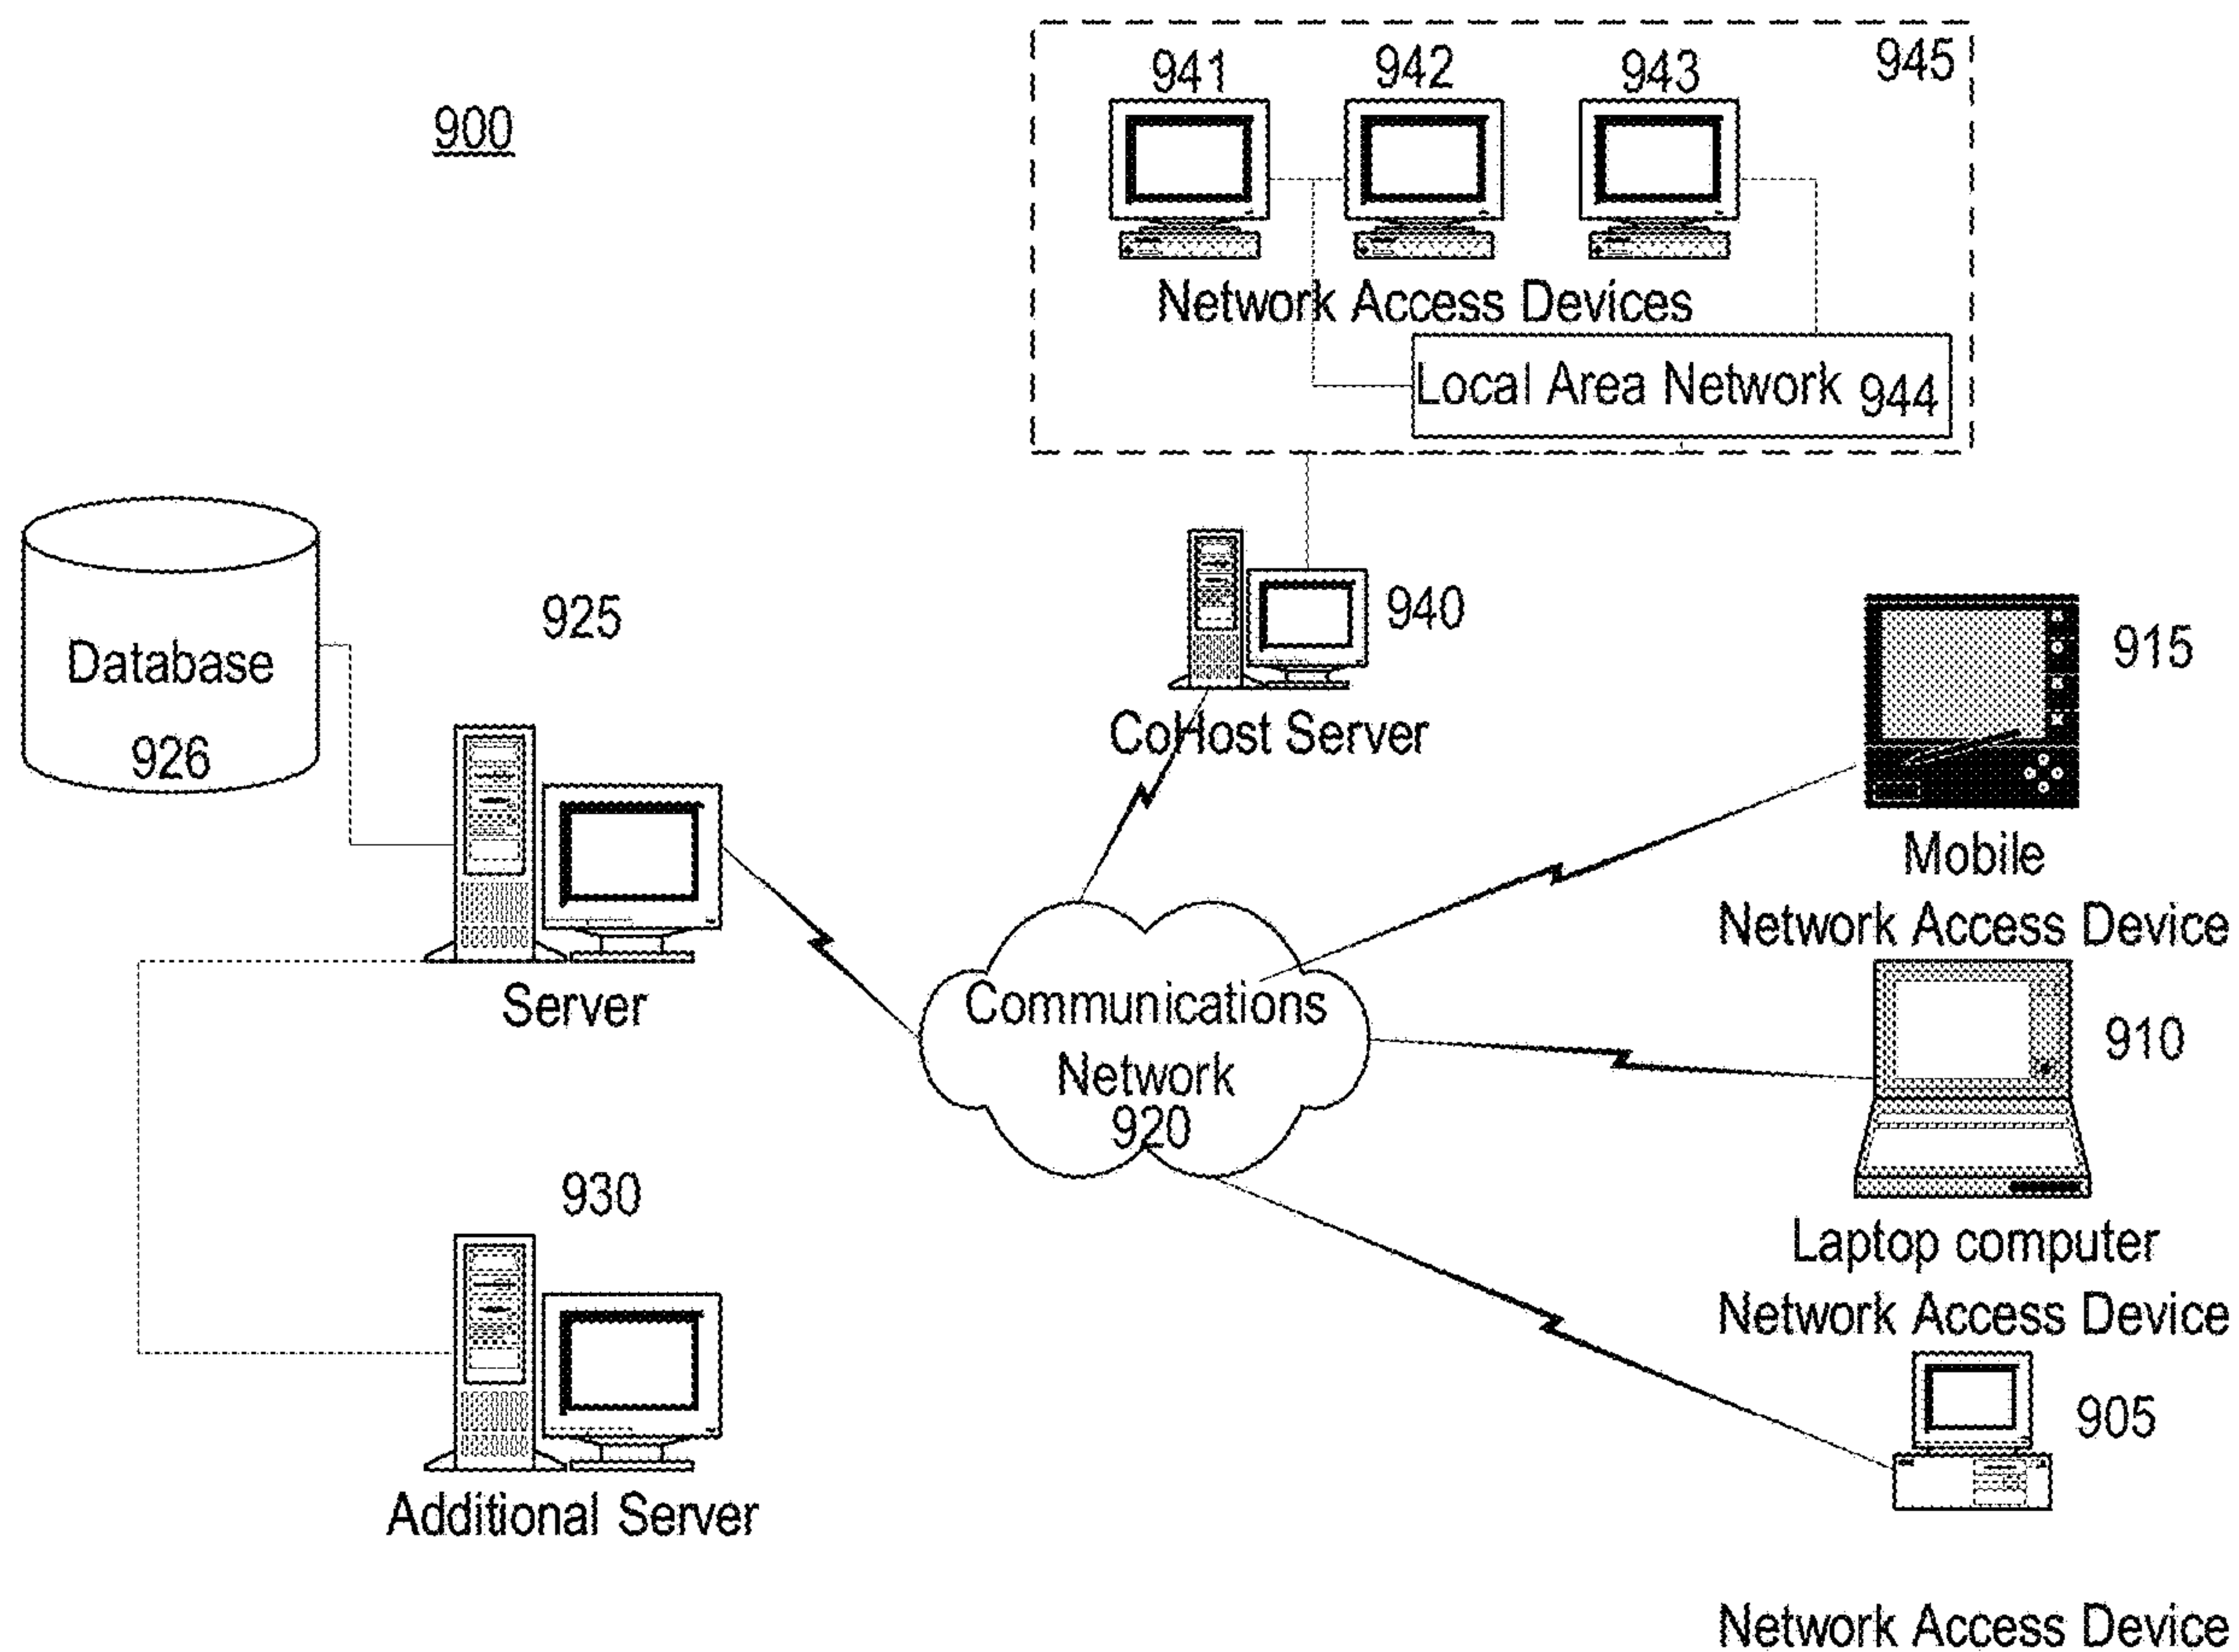 900
941 942 943 945
Network Access Devices
Local Area Network 944
Database
926
925
Server
940
CoHost Server
915
Mobile
Network Access Device
Communications
Network
920
910
Laptop computer
Network Access Device
930
Additional Server
905
Network Access Device